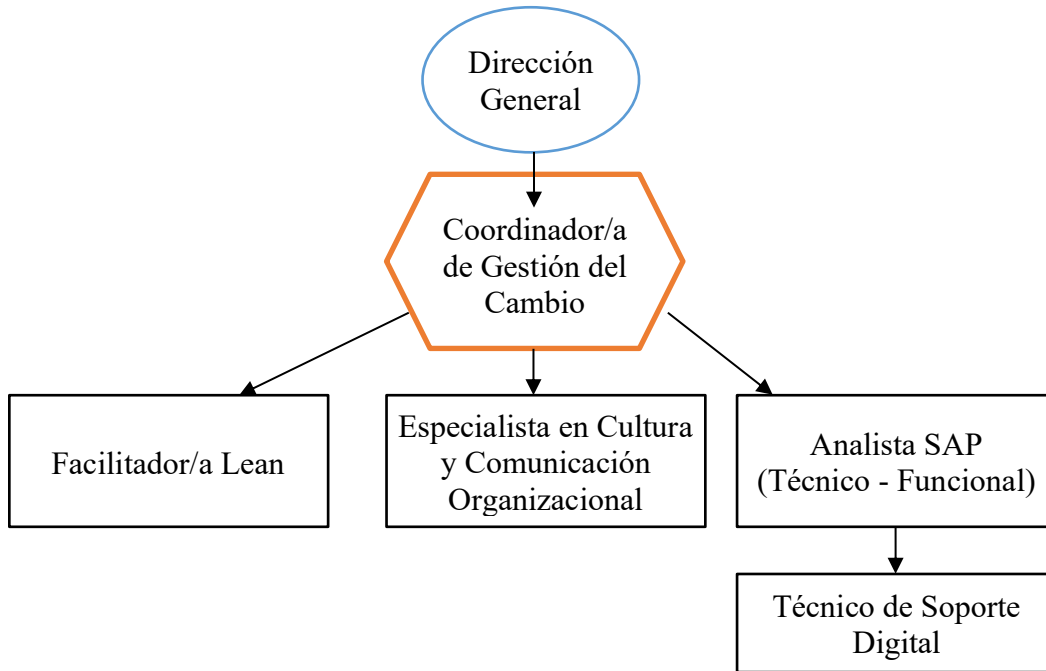 Dirección
General
Coordinador/a
de Gestión del
Cambio
Facilitador/a Lean
Especialista en Cultura
y Comunicación
Organizacional
Analista SAP
(Técnico - Funcional)
Técnico de Soporte
Digital